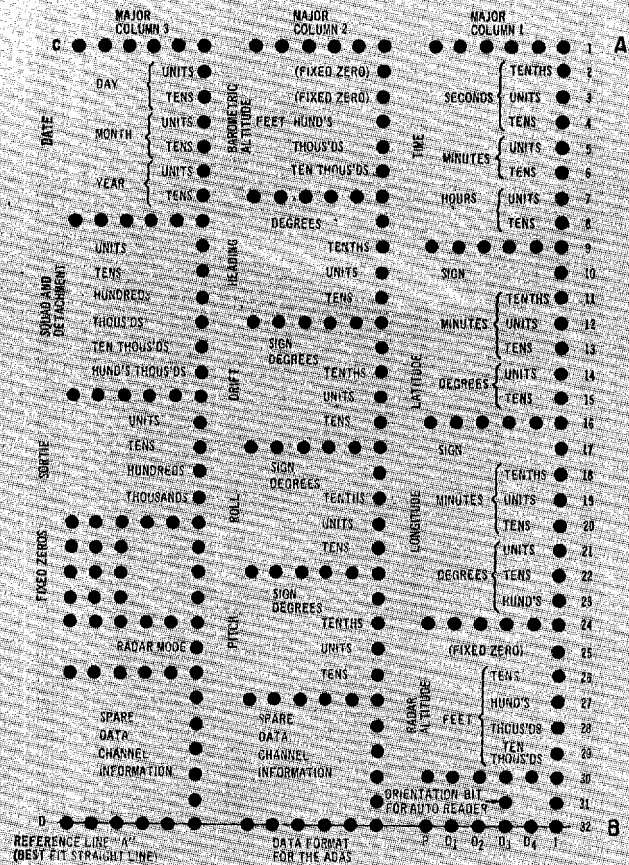 MAJOR COLUMN 3
MAJOR COLUMN 2
MAJOR COLUMN 1
C
A
1
DATE
DAY
UNITS
TENS
MONTH
UNITS
TENS
YEAR
UNITS
TENS
SQUAD AND DETACHMENT
UNITS
TENS
HUNDREDS
THOUS'DS
TEN THOUS'DS
HUND'S THOUS'DS
SORTIE
UNITS
TENS
HUNDREDS
THOUSANDS
FIXED ZEROS
RADAR MODE
SPARE
DATA
CHANNEL
INFORMATION
D
REFERENCE LINE "A"
(BEST FIT STRAIGHT LINE)
BAROMETRIC ALTITUDE
(FIXED ZERO)
(FIXED ZERO)
FEET HUND'S
THOUS'DS
TEN THOUS'DS
HEADING
DEGREES
TENTHS
UNITS
TENS
DRIFT
SIGN
DEGREES
TENTHS
UNITS
TENS
ROLL
SIGN
DEGREES
TENTHS
UNITS
TENS
PITCH
SIGN
DEGREES
TENTHS
UNITS
TENS
SPARE
DATA
CHANNEL
INFORMATION
DATA FORMAT
FOR THE ADAS
TIME
SECONDS
TENTHS 2
UNITS 3
TENS 4
MINUTES
UNITS 5
TENS 6
HOURS
UNITS 7
TENS 8
9
LATITUDE
SIGN 10
MINUTES
TENTHS 11
UNITS 12
TENS 13
DEGREES
UNITS 14
TENS 15
16
LONGITUDE
SIGN 17
MINUTES
TENTHS 18
UNITS 19
TENS 20
DEGREES
UNITS 21
TENS 22
HUND'S 23
24
RADAR ALTITUDE
(FIXED ZERO) 25
FEET
TENS 26
HUND'S 27
THOUS'DS 28
TEN THOUS'DS 29
30
ORIENTATION BIT
FOR AUTO READER 31
32
B
P D1 D2 D3 D4 I